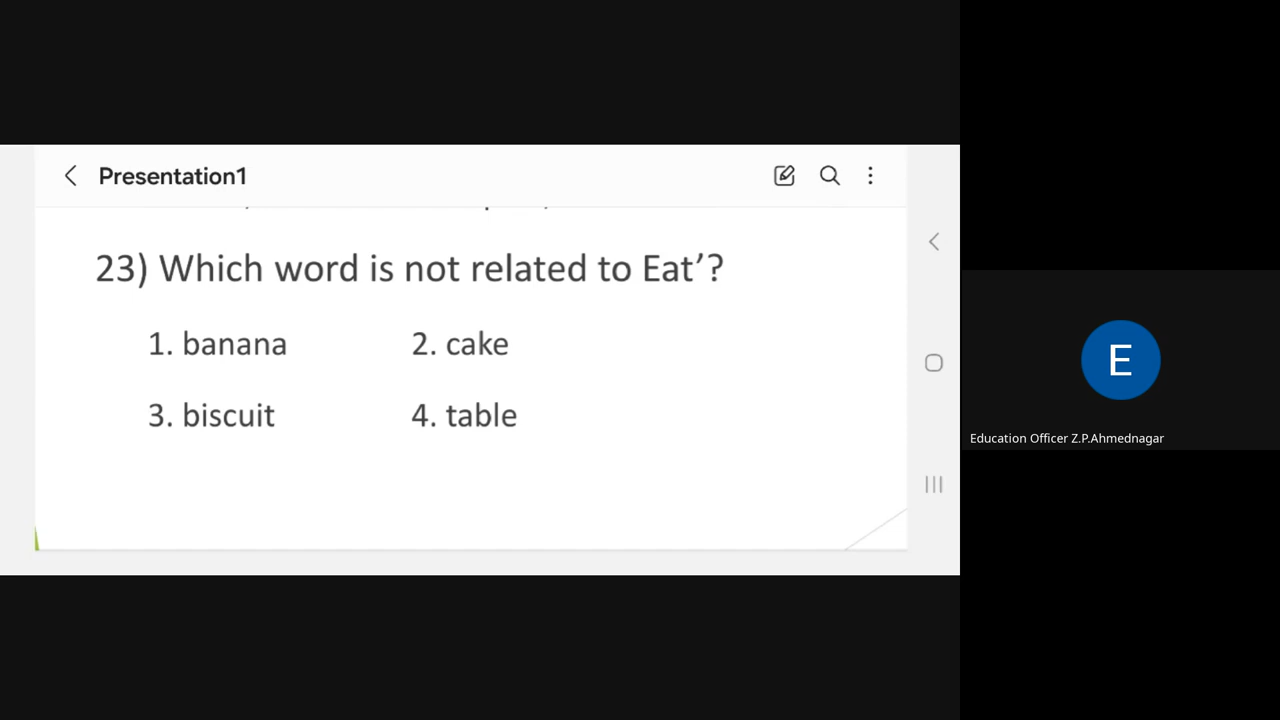 Presentation1
23) Which word is not related to Eat’?
1. banana 2. cake
3. biscuit 4. table
E
Education Officer Z.P.Ahmednagar